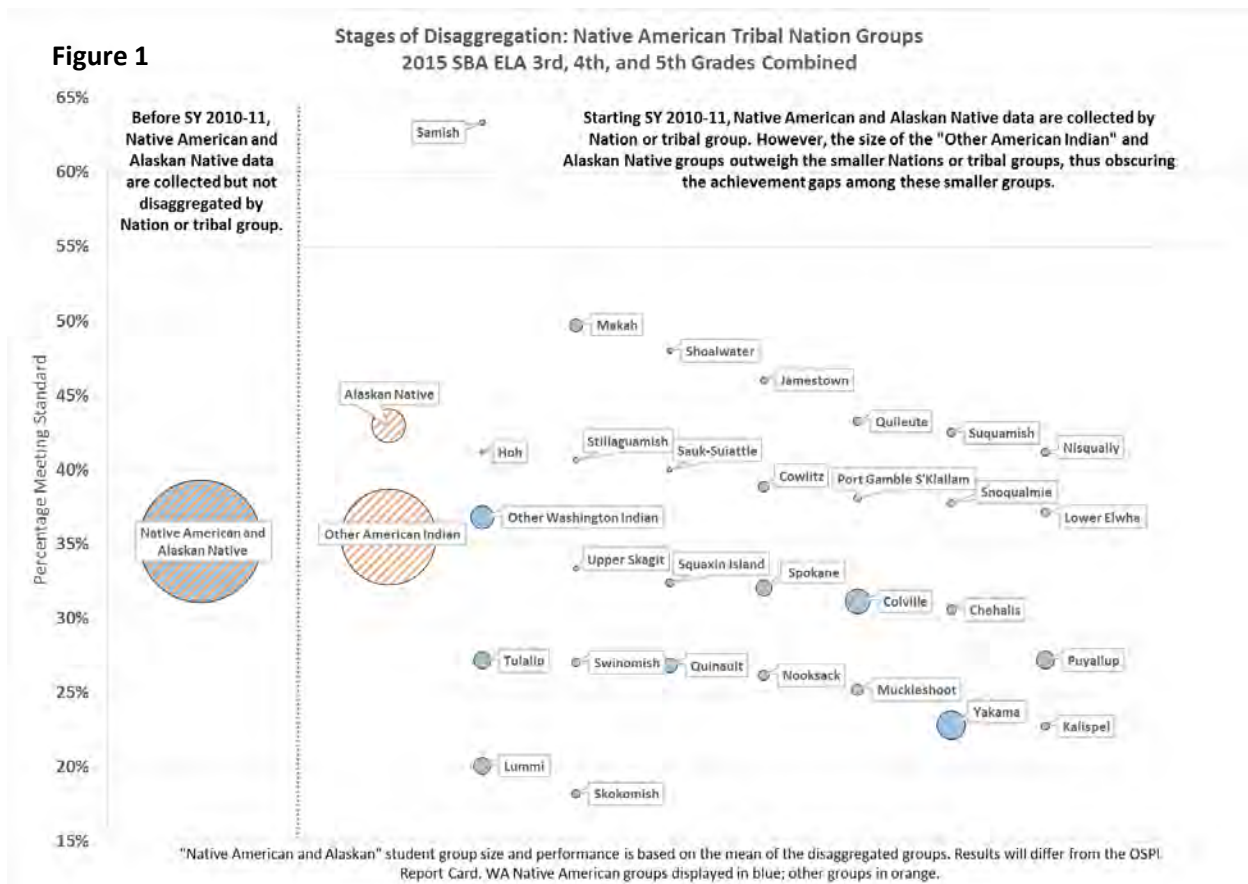 Figure 1
Stages of Disaggregation: Native American Tribal Nation Groups
2015 SBA ELA 3rd, 4th, and 5th Grades Combined
Percentage Meeting Standard
65%
60%
55%
50%
45%
40%
35%
30%
25%
20%
15%
Before SY 2010-11,
Native American and
Alaskan Native data
are collected but not
disaggregated by
Nation or tribal group.
Starting SY 2010-11, Native American and Alaskan Native data are collected by
Nation or tribal group. However, the size of the "Other American Indian" and
Alaskan Native groups outweigh the smaller Nations or tribal groups, thus obscuring
the achievement gaps among these smaller groups.
Samish
Makah
Shoalwater
Jamestown
Alaskan Native
Quileute
Suquamish
Nisqually
Hoh
Stillaguamish
Sauk-Suiattle
Cowlitz
Port Gamble S'Klallam
Snoqualmie
Lower Elwha
Native American and
Alaskan Native
Other American Indian
Other Washington Indian
Upper Skagit
Squaxin Island
Spokane
Colville
Chehalis
Tulalip
Swinomish
Quinault
Nooksack
Muckleshoot
Puyallup
Yakama
Kalispel
Lummi
Skokomish
"Native American and Alaskan" student group size and performance is based on the mean of the disaggregated groups. Results will differ from the OSPI
Report Card. WA Native American groups displayed in blue; other groups in orange.